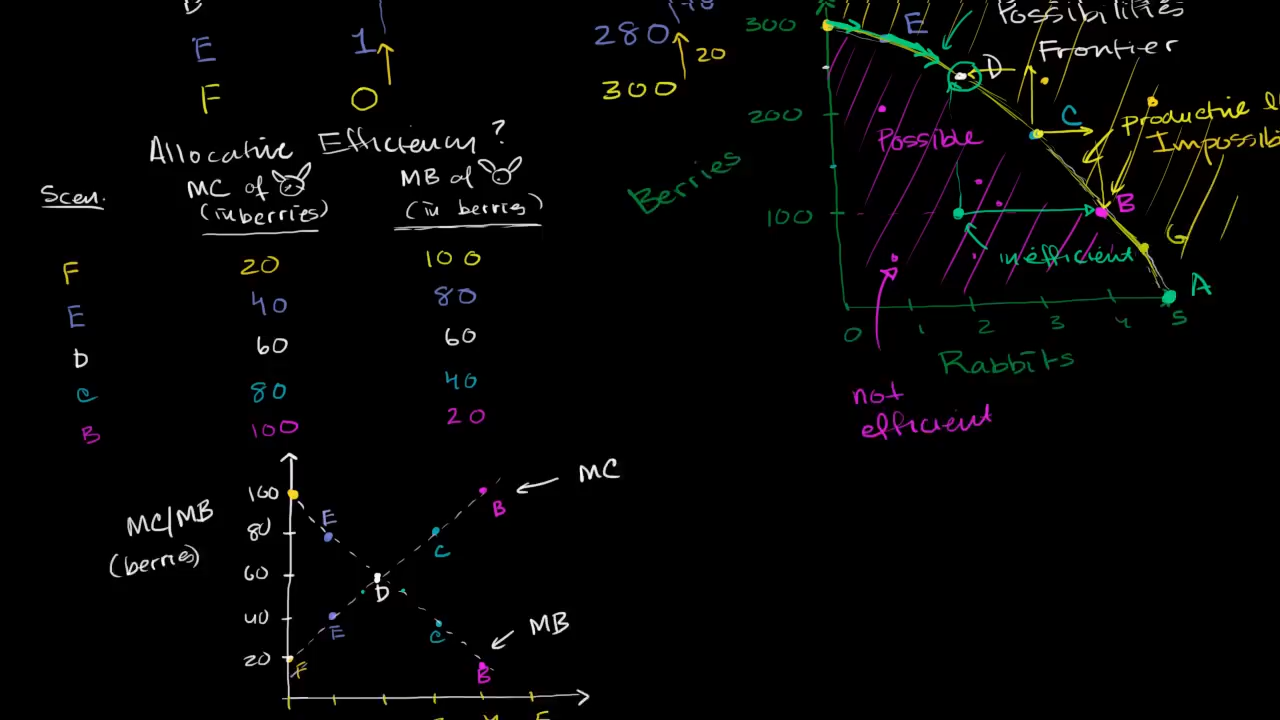 E 1 280
18
20
F 0 300
Allocative Efficiency?
Scen. MC of (in berries) MB of (in berries)
F 20 100
E 40 80
D 60 60
C 80 40
B 100 20
MC/MB
(berries)
100
80
60
40
20
E
D
C
B
F
E
C
B
MC
MB
Possibilities
Frontier
300
200
100
Berries
E
D
C
B
G
A
Possible
Impossib
inefficient
0 1 2 3 4 5
Rabbits
not
efficient